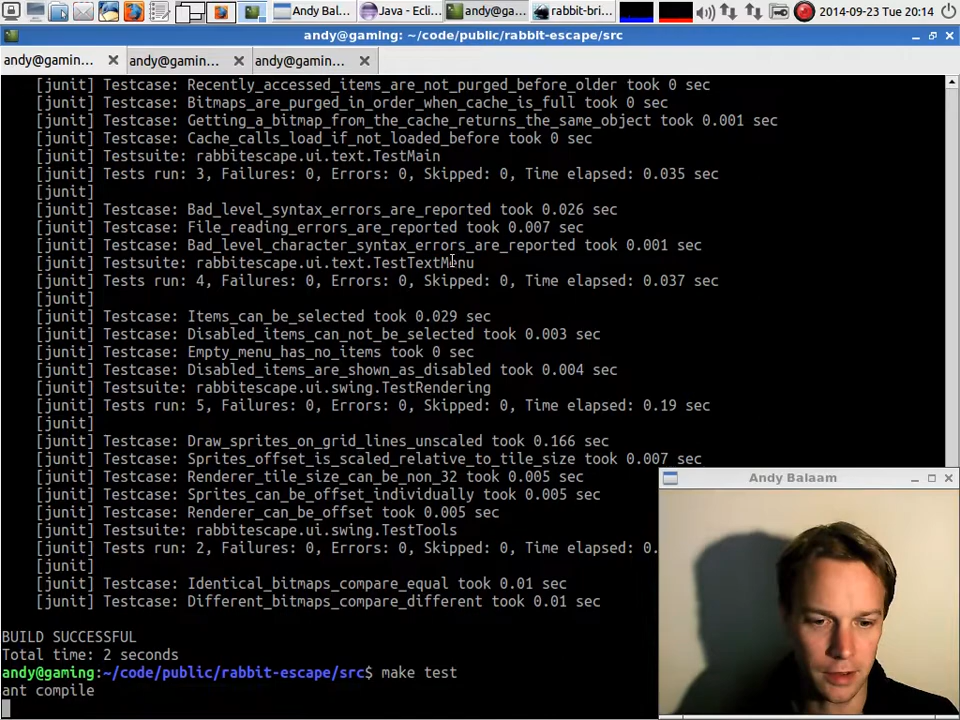 Andy Bal...
Java - Ecli...
andy@ga...
rabbit-bri...
2014-09-23 Tue 20:14
andy@gaming: ~/code/public/rabbit-escape/src
andy@gamin... andy@gamin... andy@gamin...
[junit] Testcase: Recently_accessed_items_are_not_purged_before_older took 0 sec
[junit] Testcase: Bitmaps_are_purged_in_order_when_cache_is_full took 0 sec
[junit] Testcase: Getting_a_bitmap_from_the_cache_returns_the_same_object took 0.001 sec
[junit] Testcase: Cache_calls_load_if_not_loaded_before took 0 sec
[junit] Testsuite: rabbitescape.ui.text.TestMain
[junit] Tests run: 3, Failures: 0, Errors: 0, Skipped: 0, Time elapsed: 0.035 sec
[junit]
[junit] Testcase: Bad_level_syntax_errors_are_reported took 0.026 sec
[junit] Testcase: File_reading_errors_are_reported took 0.007 sec
[junit] Testcase: Bad_level_character_syntax_errors_are_reported took 0.001 sec
[junit] Testsuite: rabbitescape.ui.text.TestTextMenu
[junit] Tests run: 4, Failures: 0, Errors: 0, Skipped: 0, Time elapsed: 0.037 sec
[junit]
[junit] Testcase: Items_can_be_selected took 0.029 sec
[junit] Testcase: Disabled_items_can_not_be_selected took 0.003 sec
[junit] Testcase: Empty_menu_has_no_items took 0 sec
[junit] Testcase: Disabled_items_are_shown_as_disabled took 0.004 sec
[junit] Testsuite: rabbitescape.ui.swing.TestRendering
[junit] Tests run: 5, Failures: 0, Errors: 0, Skipped: 0, Time elapsed: 0.19 sec
[junit]
[junit] Testcase: Draw_sprites_on_grid_lines_unscaled took 0.166 sec
[junit] Testcase: Sprites_offset_is_scaled_relative_to_tile_size took 0.007 sec
[junit] Testcase: Renderer_tile_size_can_be_non_32 took 0.005 sec
[junit] Testcase: Sprites_can_be_offset_individually took 0.005 sec
[junit] Testcase: Renderer_can_be_offset took 0.005 sec
[junit] Testsuite: rabbitescape.ui.swing.TestTools
[junit] Tests run: 2, Failures: 0, Errors: 0, Skipped: 0, Time elapsed: 0.
[junit]
[junit] Testcase: Identical_bitmaps_compare_equal took 0.01 sec
[junit] Testcase: Different_bitmaps_compare_different took 0.01 sec
BUILD SUCCESSFUL
Total time: 2 seconds
andy@gaming:~/code/public/rabbit-escape/src$ make test
ant compile
Andy Balaam